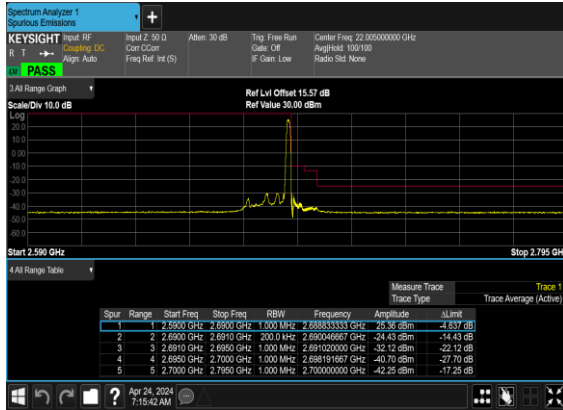 Spectrum Analyzer 1
Spurious Emissions
KEYSIGHT Input: RF Input Z: 50 Ω Atten: 30 dB Trig: Free Run Center Freq: 22.005000000 GHz
R T Coupling: DC Corr CCorr Gate: Off Avg|Hold: 100/100
Align: Auto Freq Ref: Int (S) IF Gain: Low Radio Std: None
PASS
3 All Range Graph
Ref Lvl Offset 15.57 dB
Scale/Div 10.0 dB Ref Value 30.00 dBm
Log
20.0
10.0
0.00
-10.0
-20.0
-30.0
-40.0
-50.0
-60.0
Start 2.590 GHz Stop 2.795 GH
4 All Range Table
Measure Trace Trace 1
Trace Type Trace Average (Active)
Spur Range Start Freq Stop Freq RBW Frequency Amplitude ΔLimit
1 1 2.5900 GHz 2.6900 GHz 1.000 MHz 2.688833333 GHz 25.36 dBm -4.637 dB
2 2 2.6900 GHz 2.6910 GHz 200.0 kHz 2.690046667 GHz -24.43 dBm -14.43 dB
3 3 2.6910 GHz 2.6950 GHz 1.000 MHz 2.691020000 GHz -32.12 dBm -22.12 dB
4 4 2.6950 GHz 2.7000 GHz 1.000 MHz 2.698191667 GHz -40.70 dBm -27.70 dB
5 5 2.7000 GHz 2.7950 GHz 1.000 MHz 2.700000000 GHz -42.25 dBm -17.25 dB
Apr 24, 2024
7:15:42 AM